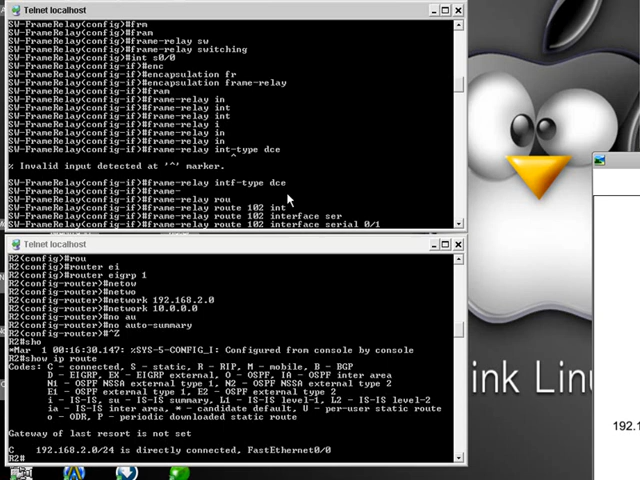 Telnet localhost
SW-FrameRelay(config)#frm
SW-FrameRelay(config)#fram
SW-FrameRelay(config)#frame-relay sw
SW-FrameRelay(config)#frame-relay switching
SW-FrameRelay(config)#int s0/0
SW-FrameRelay(config-if)#enc
SW-FrameRelay(config-if)#encapsulation fr
SW-FrameRelay(config-if)#encapsulation frame-relay
SW-FrameRelay(config-if)#fram
SW-FrameRelay(config-if)#frame-relay in
SW-FrameRelay(config-if)#frame-relay int
SW-FrameRelay(config-if)#frame-relay int
SW-FrameRelay(config-if)#frame-relay i
SW-FrameRelay(config-if)#frame-relay in
SW-FrameRelay(config-if)#frame-relay in
SW-FrameRelay(config-if)#frame-relay int-type dce
^
% Invalid input detected at '^' marker.
SW-FrameRelay(config-if)#frame-relay intf-type dce
SW-FrameRelay(config-if)#frame-
SW-FrameRelay(config-if)#frame-relay rou
SW-FrameRelay(config-if)#frame-relay route 102 int
SW-FrameRelay(config-if)#frame-relay route 102 interface ser
SW-FrameRelay(config-if)#frame-relay route 102 interface serial 0/1
Telnet localhost
R2(config)#rou
R2(config)#router ei
R2(config)#router eigrp 1
R2(config-router)#netow
R2(config-router)#netwo
R2(config-router)#network 192.168.2.0
R2(config-router)#network 10.0.0.0
R2(config-router)#no au
R2(config-router)#no auto-summary
R2(config-router)#^Z
R2#sho
*Mar  1 00:16:30.147: %SYS-5-CONFIG_I: Configured from console by console
R2#show ip route
Codes: C - connected, S - static, R - RIP, M - mobile, B - BGP
D - EIGRP, EX - EIGRP external, O - OSPF, IA - OSPF inter area
N1 - OSPF NSSA external type 1, N2 - OSPF NSSA external type 2
E1 - OSPF external type 1, E2 - OSPF external type 2
i - IS-IS, su - IS-IS summary, L1 - IS-IS level-1, L2 - IS-IS level-2
ia - IS-IS inter area, * - candidate default, U - per-user static route
o - ODR, P - periodic downloaded static route
Gateway of last resort is not set
C    192.168.2.0/24 is directly connected, FastEthernet0/0
R2#
ink Lin
192.1